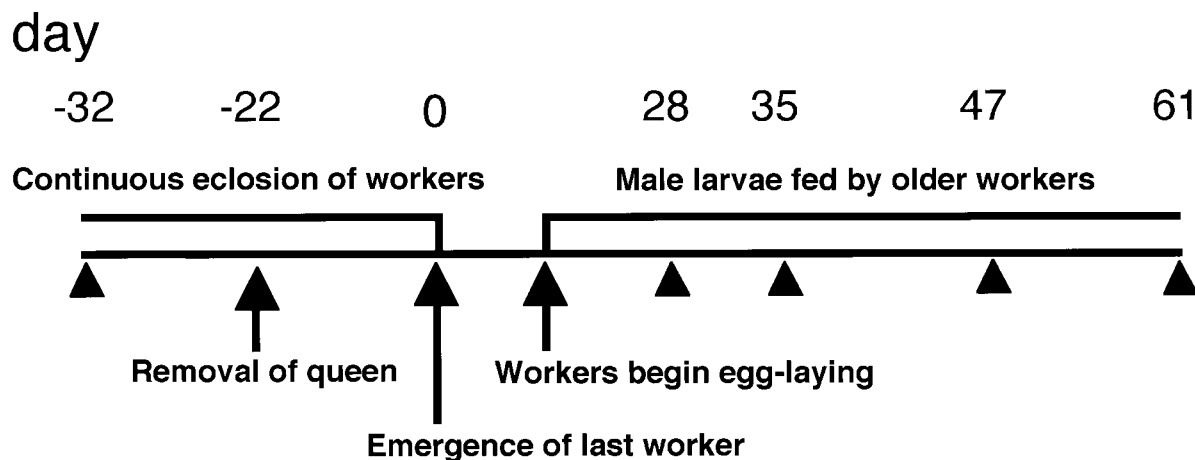 day
-32 -22 0 28 35 47 61
Continuous eclosion of workers Male larvae fed by older workers
Removal of queen Workers begin egg-laying
Emergence of last worker